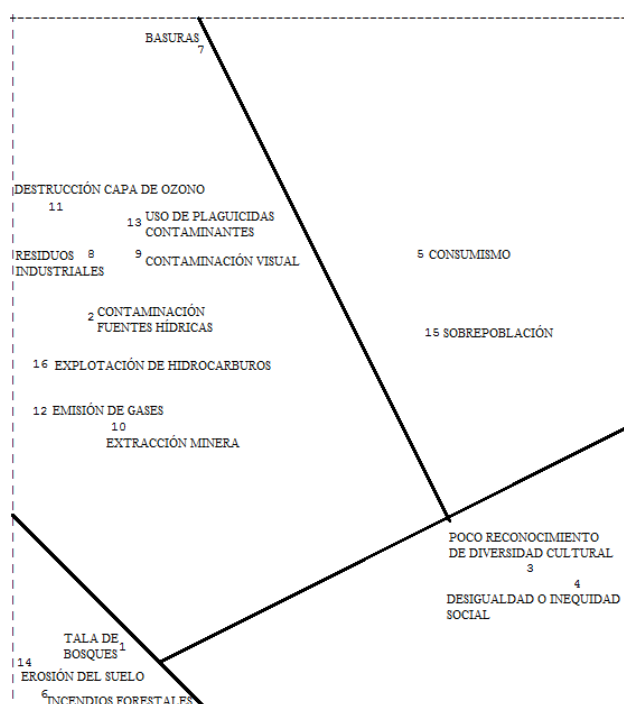 BASURAS
7
DESTRUCCIÓN CAPA DE OZONO
11
13 USO DE PLAGUICIDAS
CONTAMINANTES
RESIDUOS 8
INDUSTRIALES
9 CONTAMINACIÓN VISUAL
5 CONSUMISMO
2 CONTAMINACIÓN
FUENTES HÍDRICAS
15 SOBREPOBLACIÓN
16 EXPLOTACIÓN DE HIDROCARBUROS
12 EMISIÓN DE GASES
10
EXTRACCIÓN MINERA
POCO RECONOCIMIENTO
DE DIVERSIDAD CULTURAL
3
4
DESIGUALDAD O INEQUIDAD
SOCIAL
TALA DE
BOSQUES 1
14
EROSIÓN DEL SUELO
6 INCENDIOS FORESTALES